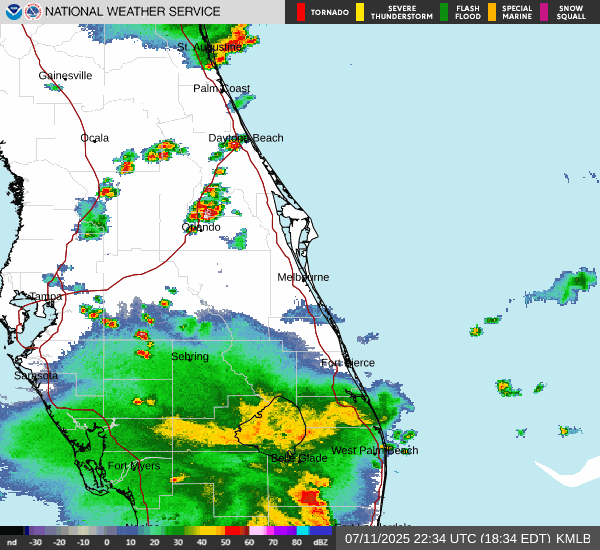 NATIONAL WEATHER SERVICE
TORNADO
SEVERE THUNDERSTORM
FLASH FLOOD
SPECIAL MARINE
SNOW SQUALL
St. Augustine
Gainesville
Palm Coast
Ocala
Daytona Beach
Orlando
Melbourne
Tampa
Sebring
Fort Pierce
Sarasota
West Palm Beach
Belle Glade
Fort Myers
nd -30 -20 -10 0 10 20 30 40 50 60 70 80 dBZ
07/11/2025 22:34 UTC (18:34 EDT) KMLB